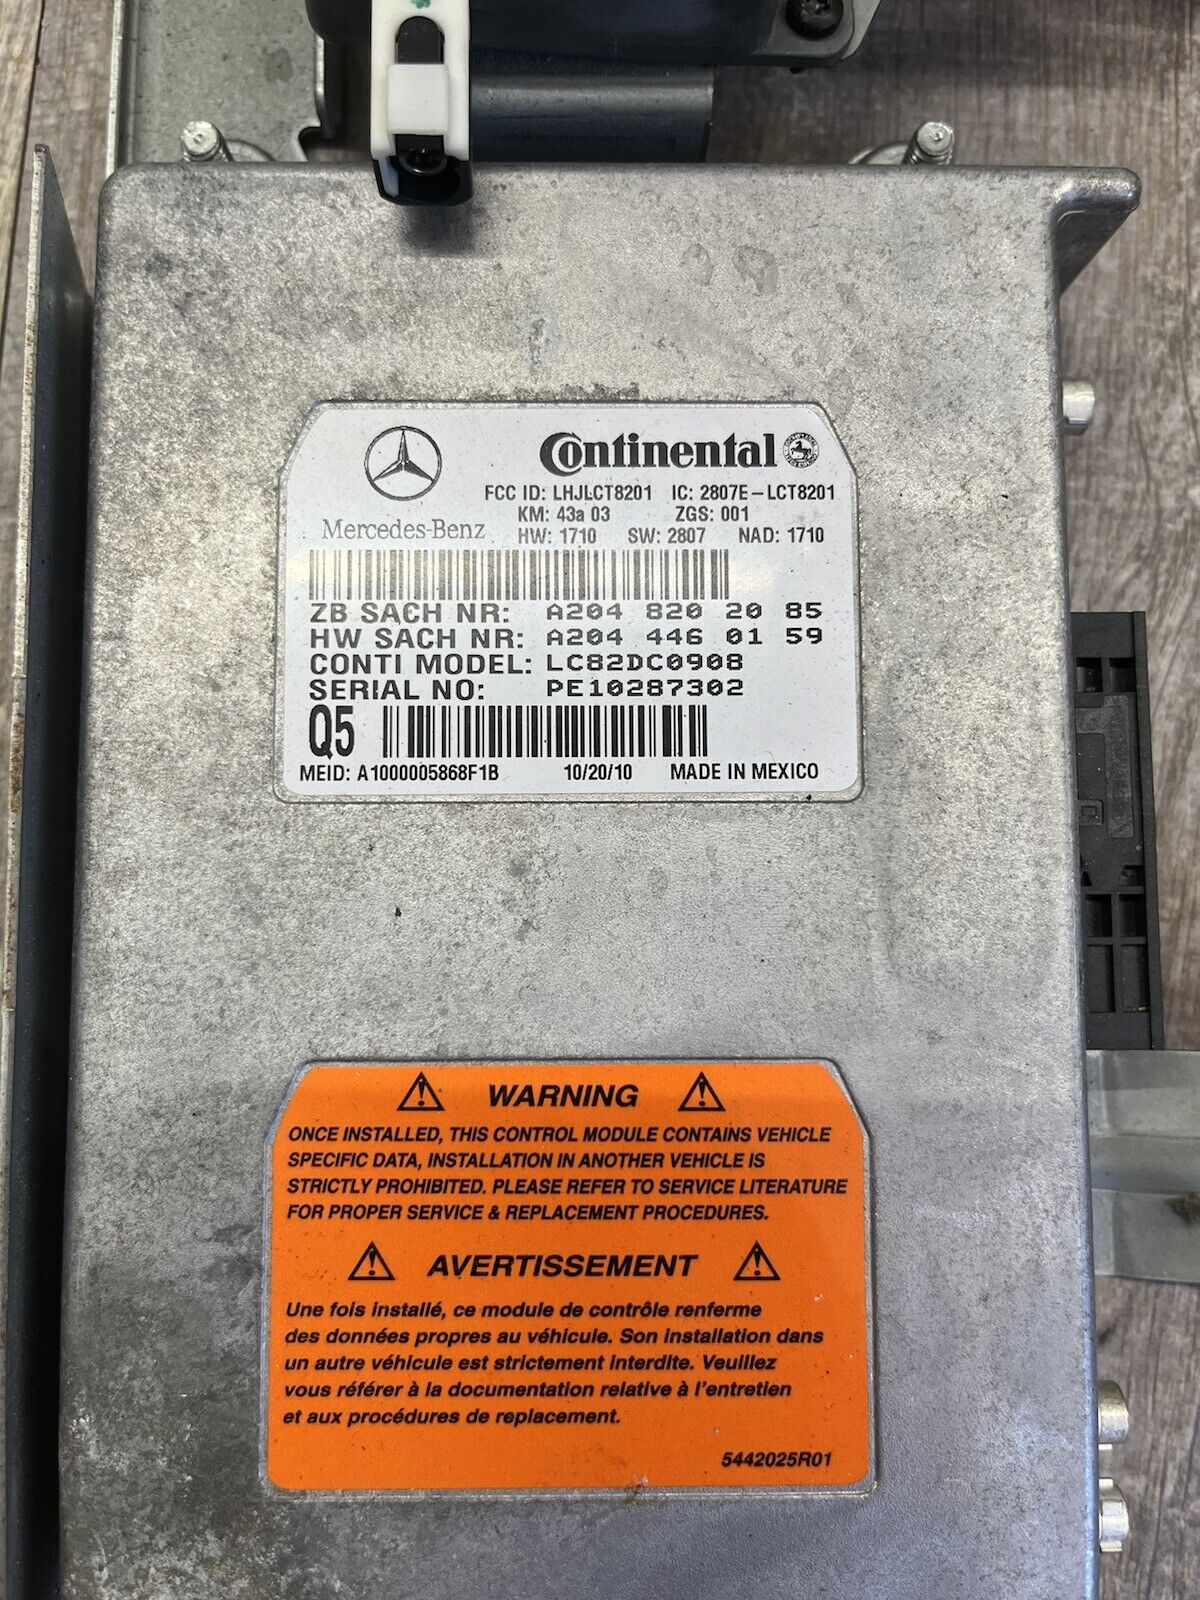 Continental
FCC ID: LHJLCT8201 IC: 2807E-LCT8201
KM: 43a 03 ZGS: 001
Mercedes-Benz HW: 1710 SW: 2807 NAD: 1710
ZB SACH NR: A204 820 20 85
HW SACH NR: A204 446 01 59
CONTI MODEL: LC82DC0908
SERIAL NO: PE10287302
Q5
MEID: A1000005868F1B 10/20/10 MADE IN MEXICO
WARNING
ONCE INSTALLED, THIS CONTROL MODULE CONTAINS VEHICLE
SPECIFIC DATA, INSTALLATION IN ANOTHER VEHICLE IS
STRICTLY PROHIBITED. PLEASE REFER TO SERVICE LITERATURE
FOR PROPER SERVICE & REPLACEMENT PROCEDURES.
AVERTISSEMENT
Une fois installé, ce module de contrôle renferme
des données propres au véhicule. Son installation dans
un autre véhicule est strictement interdite. Veuillez
vous référer à la documentation relative à l'entretien
et aux procédures de replacement.
5442025R01